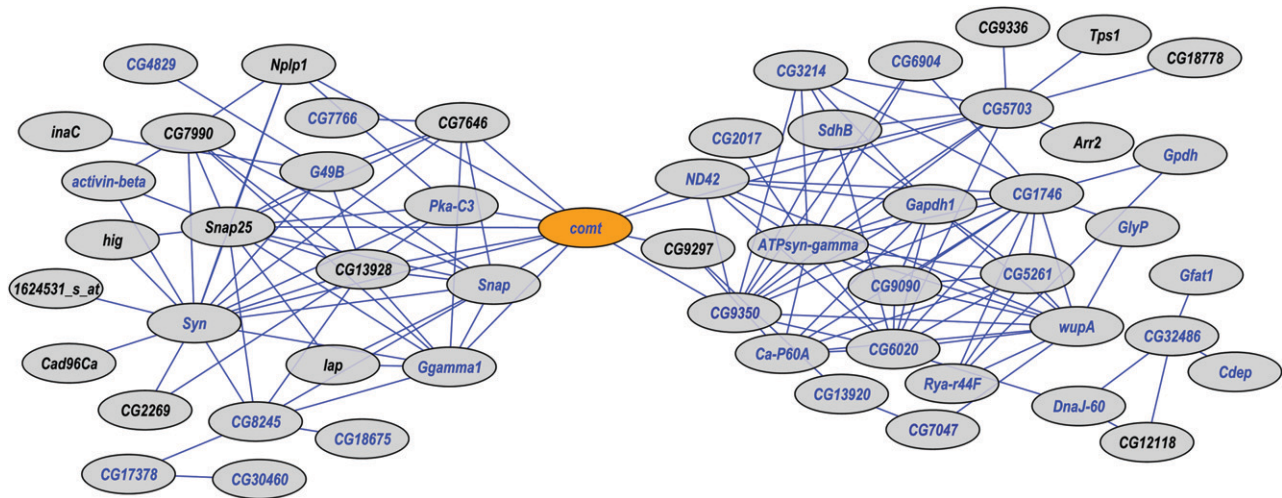 CG9336
Tps1
CG18778
CG4829
Nplp1
CG3214
CG6904
CG7766
CG5703
inaC
CG7990
CG7646
CG2017
SdhB
Arr2
Gpdh
activin-beta
G49B
ND42
CG1746
Pka-C3
Gapdh1
hig
Snap25
comt
CG9297
ATPsyn-gamma
GlyP
1624531_s_at
CG13928
Snap
CG9090
CG5261
Gfat1
Syn
CG9350
wupA
CG32486
Cad96Ca
lap
Ggamma1
Ca-P60A
CG6020
Rya-r44F
Cdep
CG2269
CG8245
CG13920
DnaJ-60
CG18675
CG7047
CG12118
CG17378
CG30460